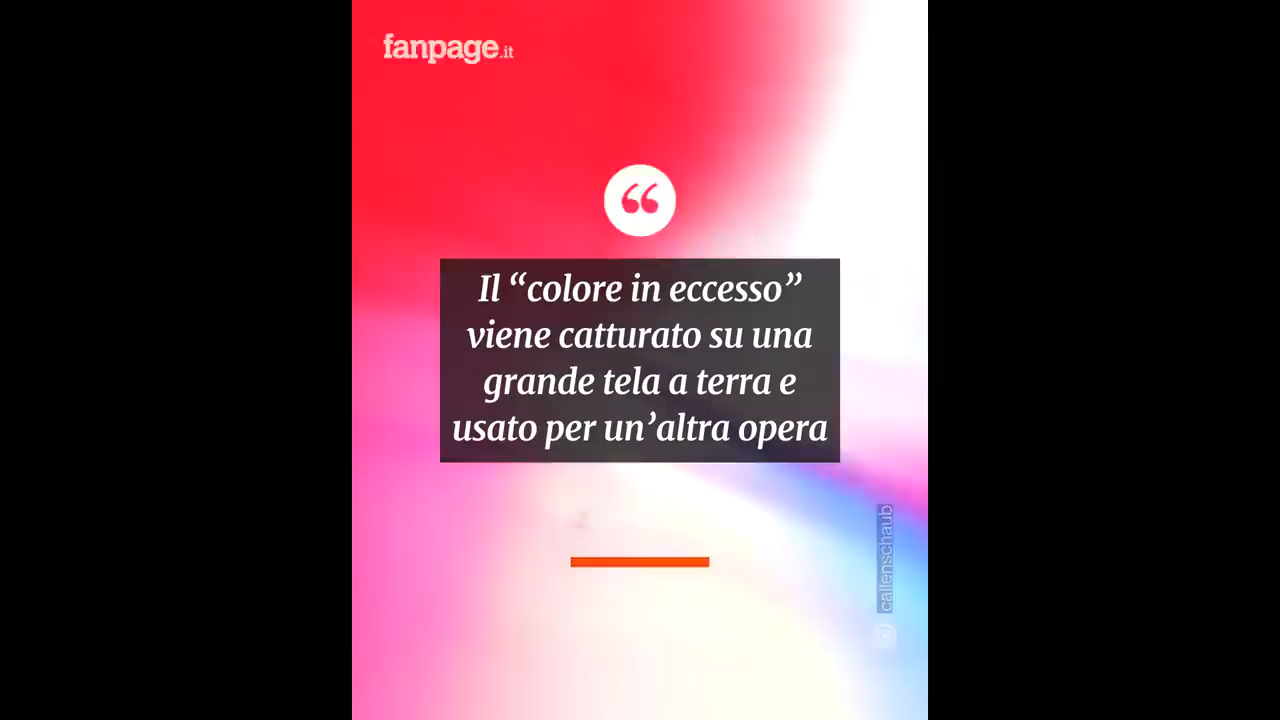 fanpage.it
“
Il “colore in eccesso”
viene catturato su una
grande tela a terra e
usato per un’altra opera
callenschaub